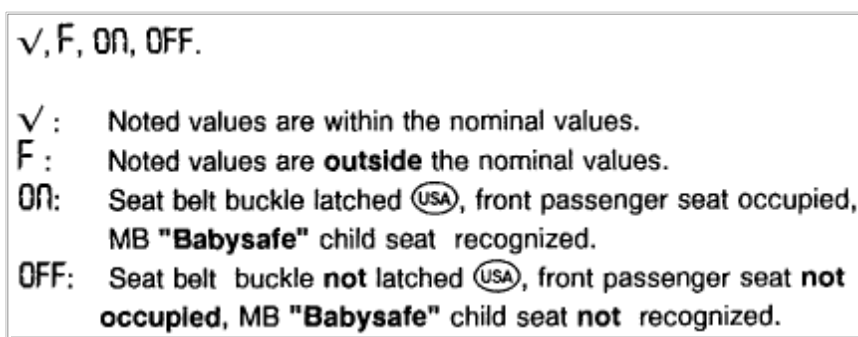 √, F, ON, OFF.
√ : Noted values are within the nominal values.
F : Noted values are outside the nominal values.
ON: Seat belt buckle latched (USA), front passenger seat occupied,
MB "Babysafe" child seat recognized.
OFF: Seat belt buckle not latched (USA), front passenger seat not
occupied, MB "Babysafe" child seat not recognized.